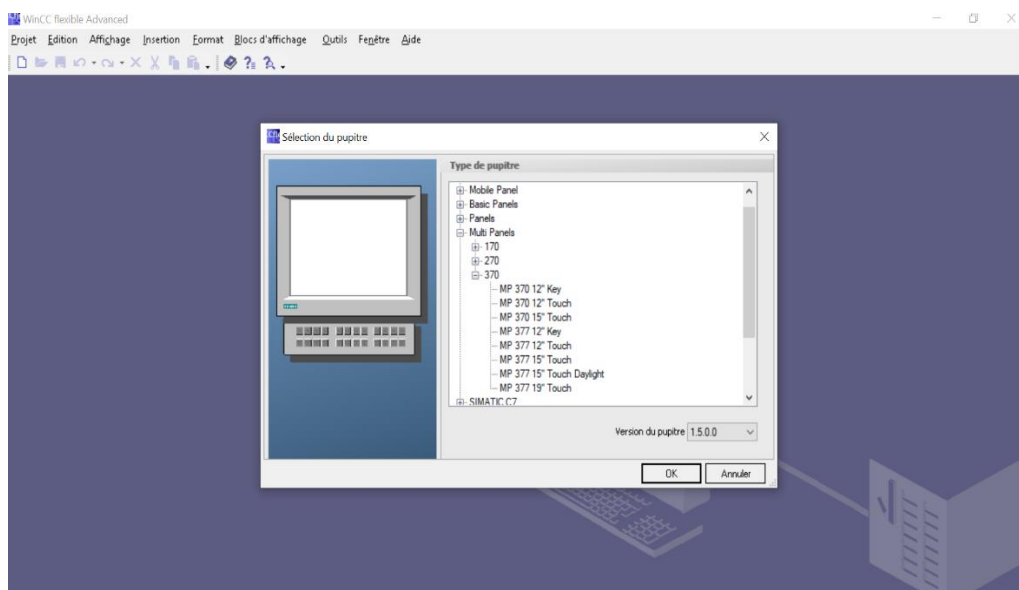 WinCC flexible Advanced
Projet Edition Affichage Insertion Format Blocs d'affichage Outils Fenêtre Aide
Sélection du pupitre
Type de pupitre
Mobile Panel
Basic Panels
Panels
Multi Panels
170
270
370
MP 370 12" Key
MP 370 12" Touch
MP 370 15" Touch
MP 377 12" Key
MP 377 12" Touch
MP 377 15" Touch
MP 377 15" Touch Daylight
MP 377 19" Touch
SIMATIC C7
Version du pupitre 1.5.0.0
OK Annuler